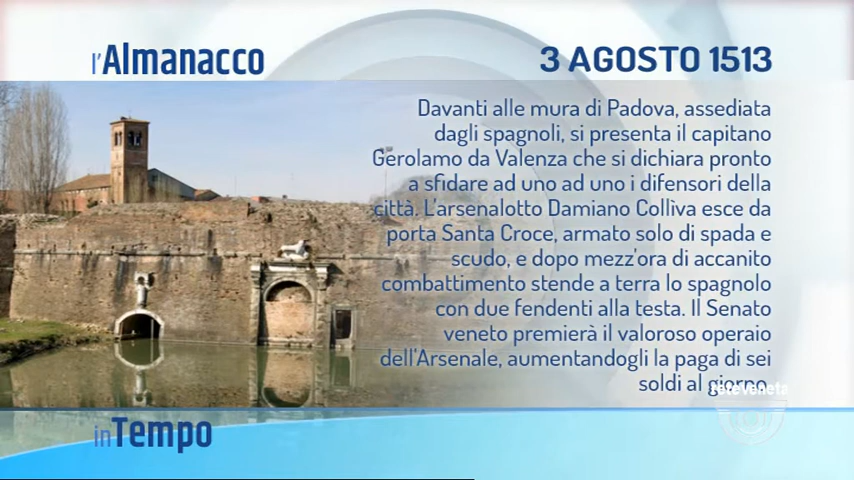 l'Almanacco
3 AGOSTO 1513
Davanti alle mura di Padova, assediata
dagli spagnoli, si presenta il capitano
Gerolamo da Valenza che si dichiara pronto
a sfidare ad uno ad uno i difensori della
città. L'arsenalotto Damiano Collìva esce da
porta Santa Croce, armato solo di spada e
scudo, e dopo mezz'ora di accanito
combattimento stende a terra lo spagnolo
con due fendenti alla testa. Il Senato
veneto premierà il valoroso operaio
dell'Arsenale, aumentandogli la paga di sei
soldi al giorno.
televeneta
inTempo